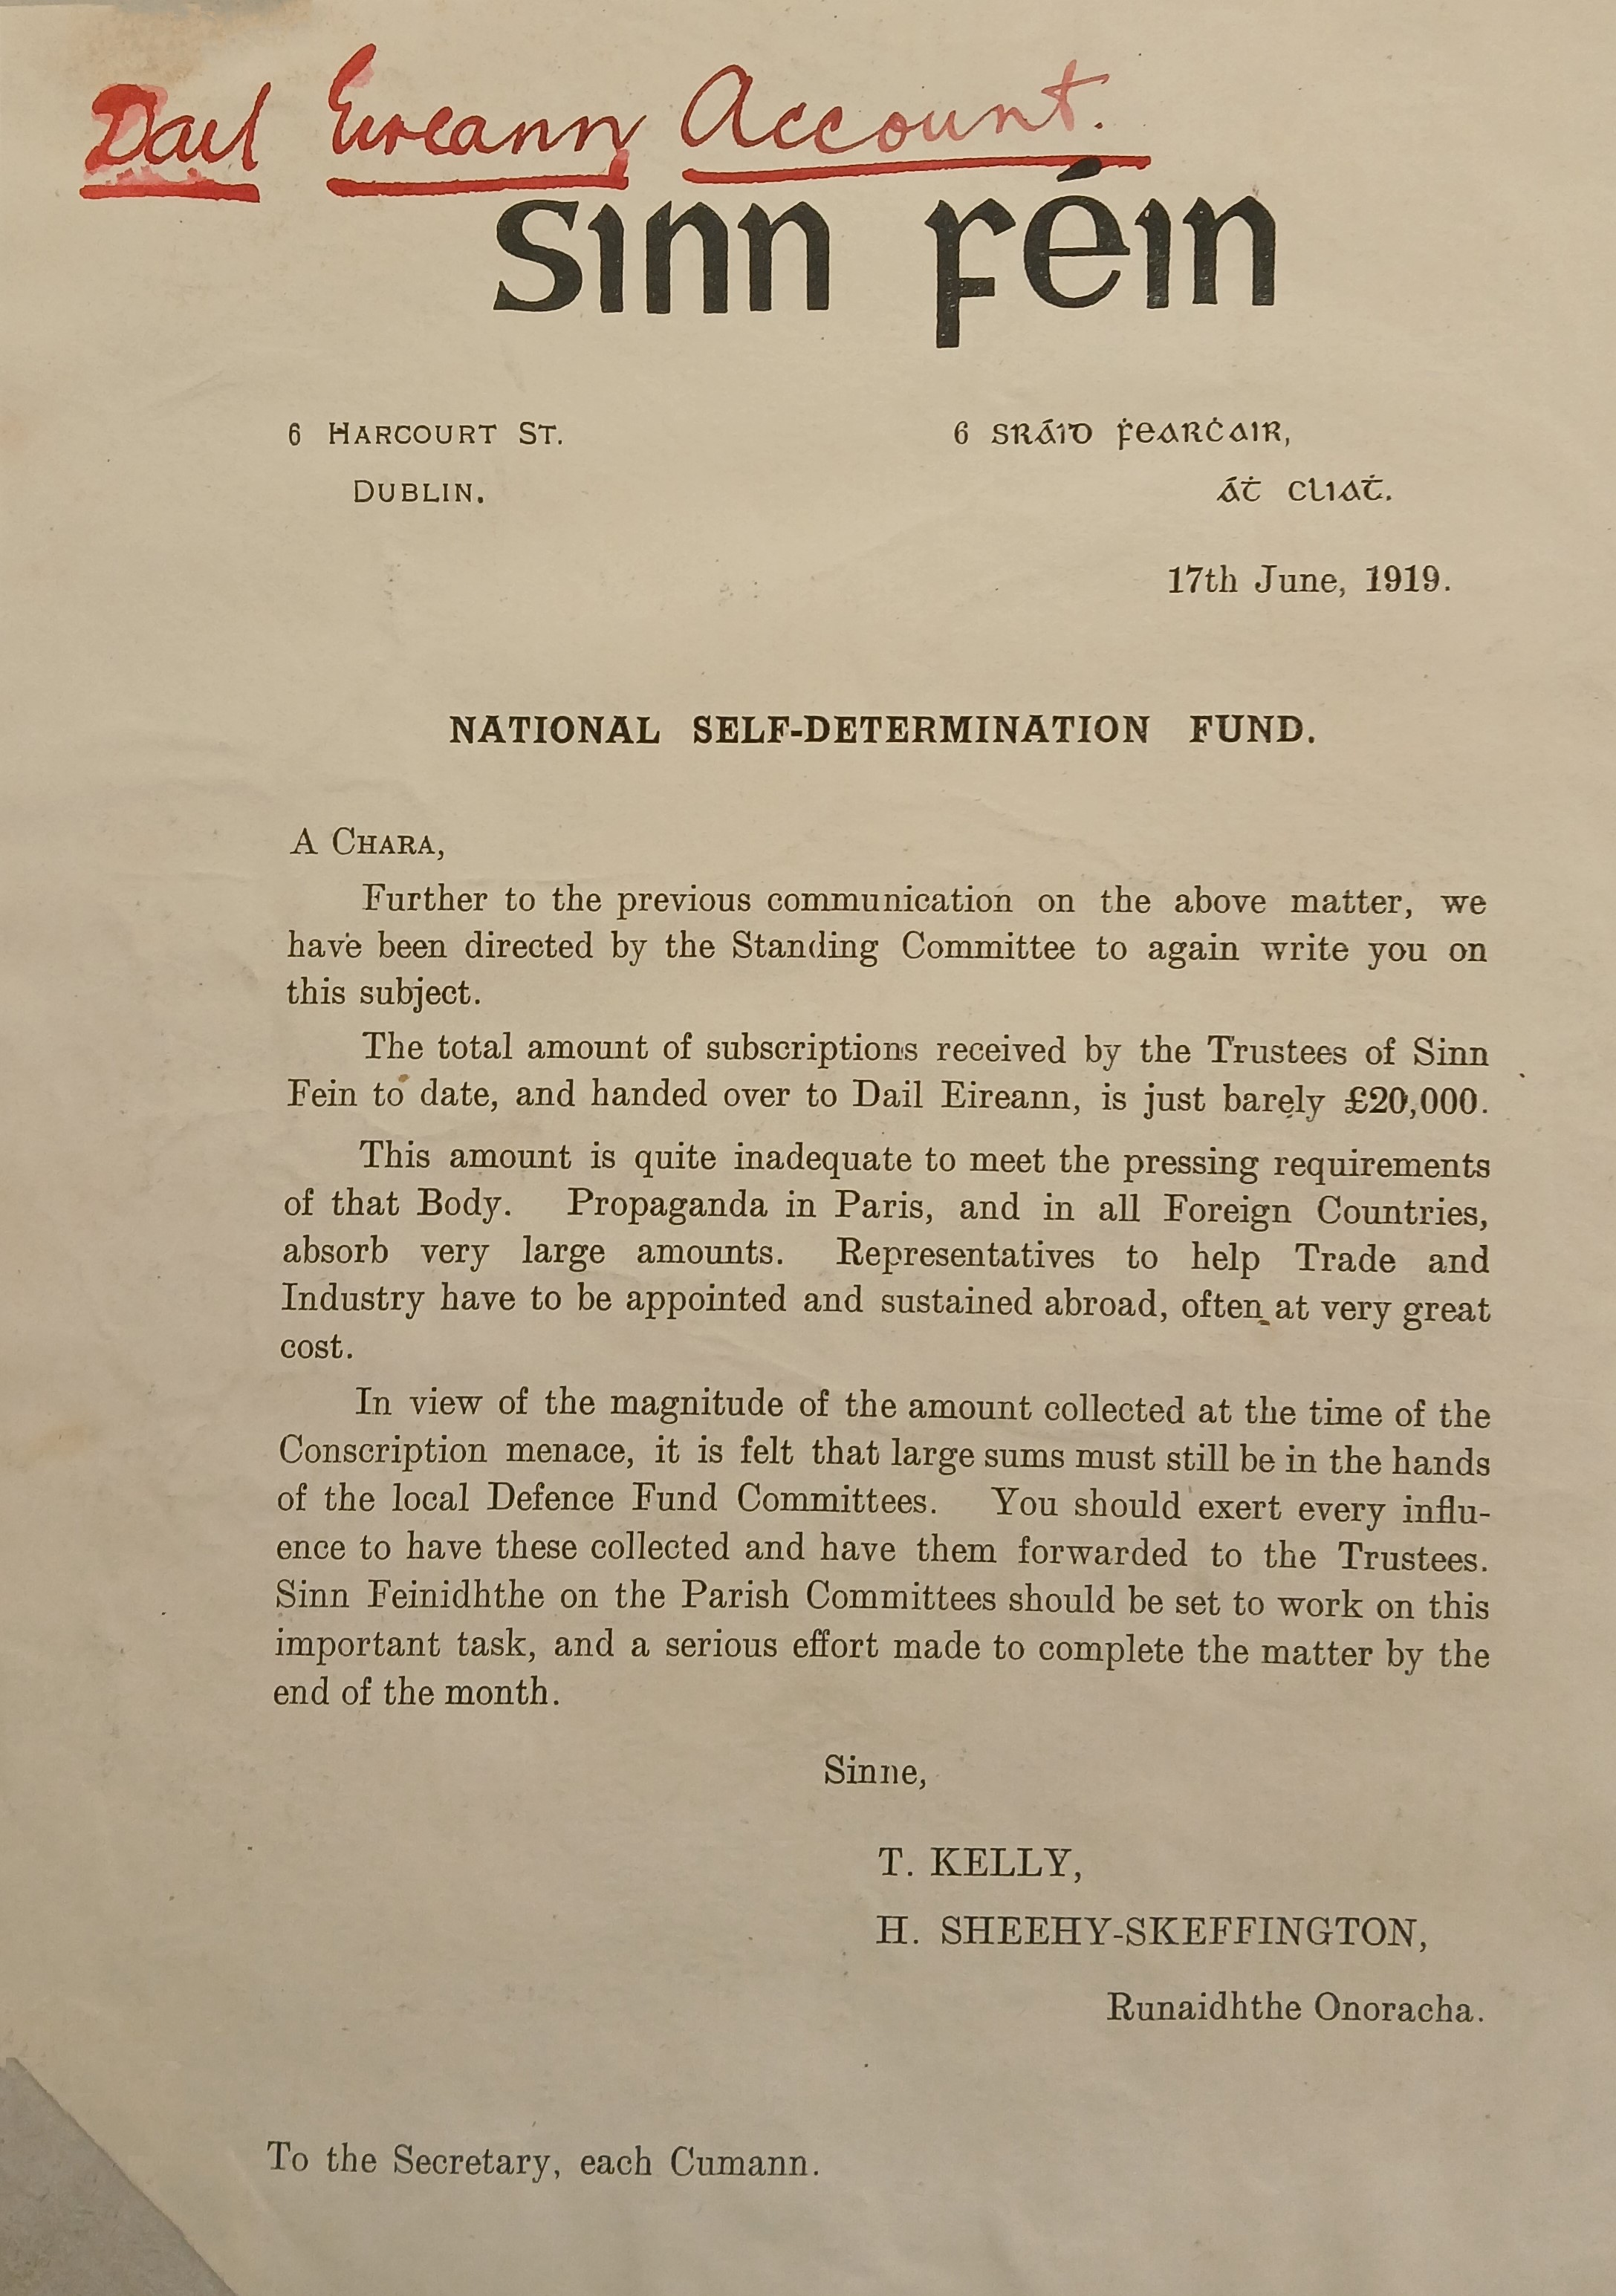 Dail Eireann Account.
Sinn Féin
6 HARCOURT ST.
DUBLIN.
6 SRÁID ḞEARĊAIR,
ÁṪ CLIAṪ.
17th June, 1919.
NATIONAL SELF-DETERMINATION FUND.
A CHARA,
Further to the previous communication on the above matter, we
have been directed by the Standing Committee to again write you on
this subject.
The total amount of subscriptions received by the Trustees of Sinn
Fein to date, and handed over to Dail Eireann, is just barely £20,000.
This amount is quite inadequate to meet the pressing requirements
of that Body. Propaganda in Paris, and in all Foreign Countries,
absorb very large amounts. Representatives to help Trade and
Industry have to be appointed and sustained abroad, often at very great
cost.
In view of the magnitude of the amount collected at the time of the
Conscription menace, it is felt that large sums must still be in the hands
of the local Defence Fund Committees. You should exert every influ-
ence to have these collected and have them forwarded to the Trustees.
Sinn Feinidhthe on the Parish Committees should be set to work on this
important task, and a serious effort made to complete the matter by the
end of the month.
Sinne,
T. KELLY,
H. SHEEHY-SKEFFINGTON,
Runaidhthe Onoracha.
To the Secretary, each Cumann.